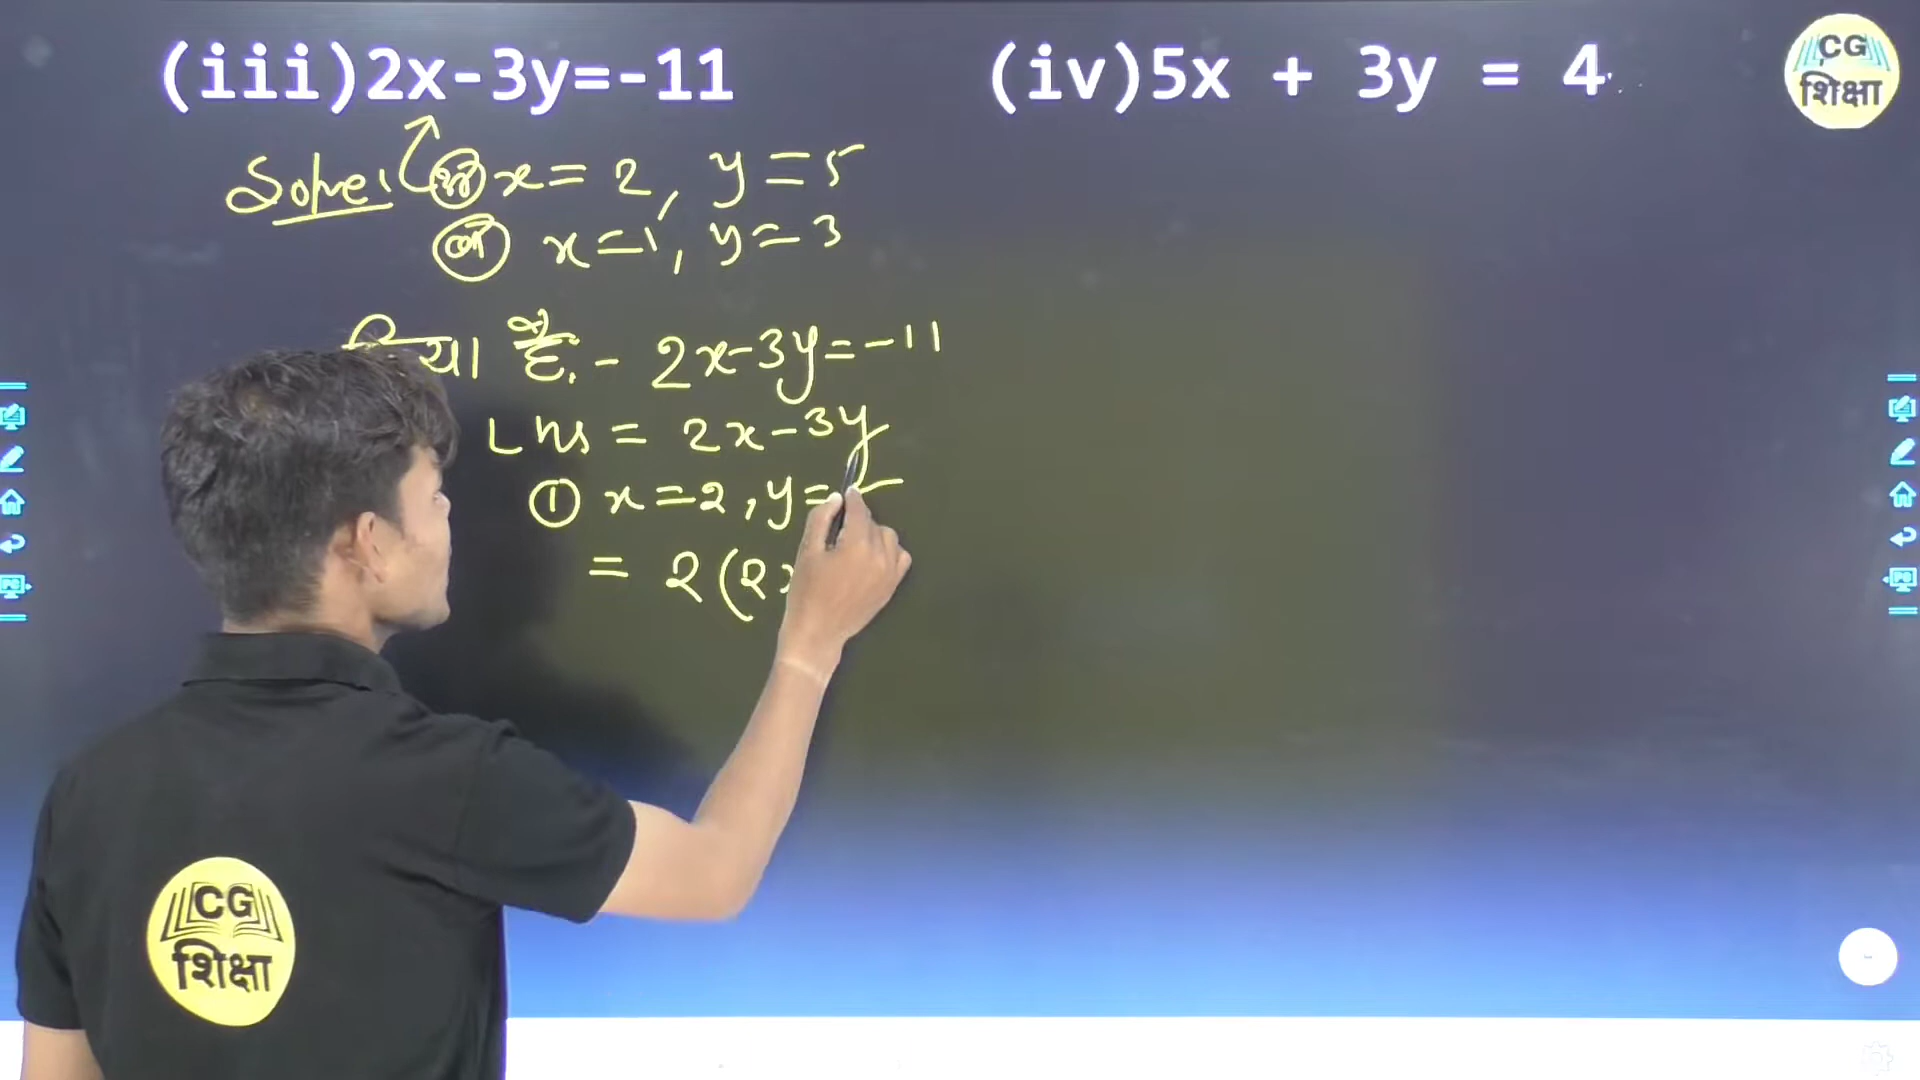 (iii)2x-3y=-11
(iv)5x + 3y = 4
CG
शिक्षा
Solve: x = 2, y = 5
x = 1, y = 3
है. - 2x-3y=-11
LHS = 2x-3y
① x = 2, y =
= 2(2
CG
शिक्षा